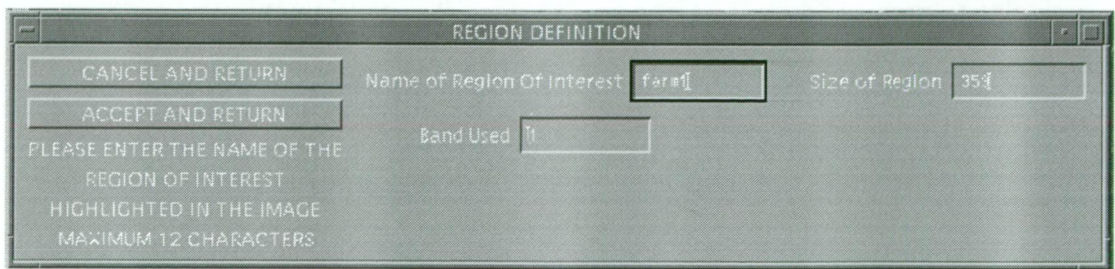 REGION DEFINITION
CANCEL AND RETURN
ACCEPT AND RETURN
PLEASE ENTER THE NAME OF THE
REGION OF INTEREST
HIGHLIGHTED IN THE IMAGE
MAXIMUM 12 CHARACTERS
Name of Region Of Interest farm1
Size of Region
Band Used 1